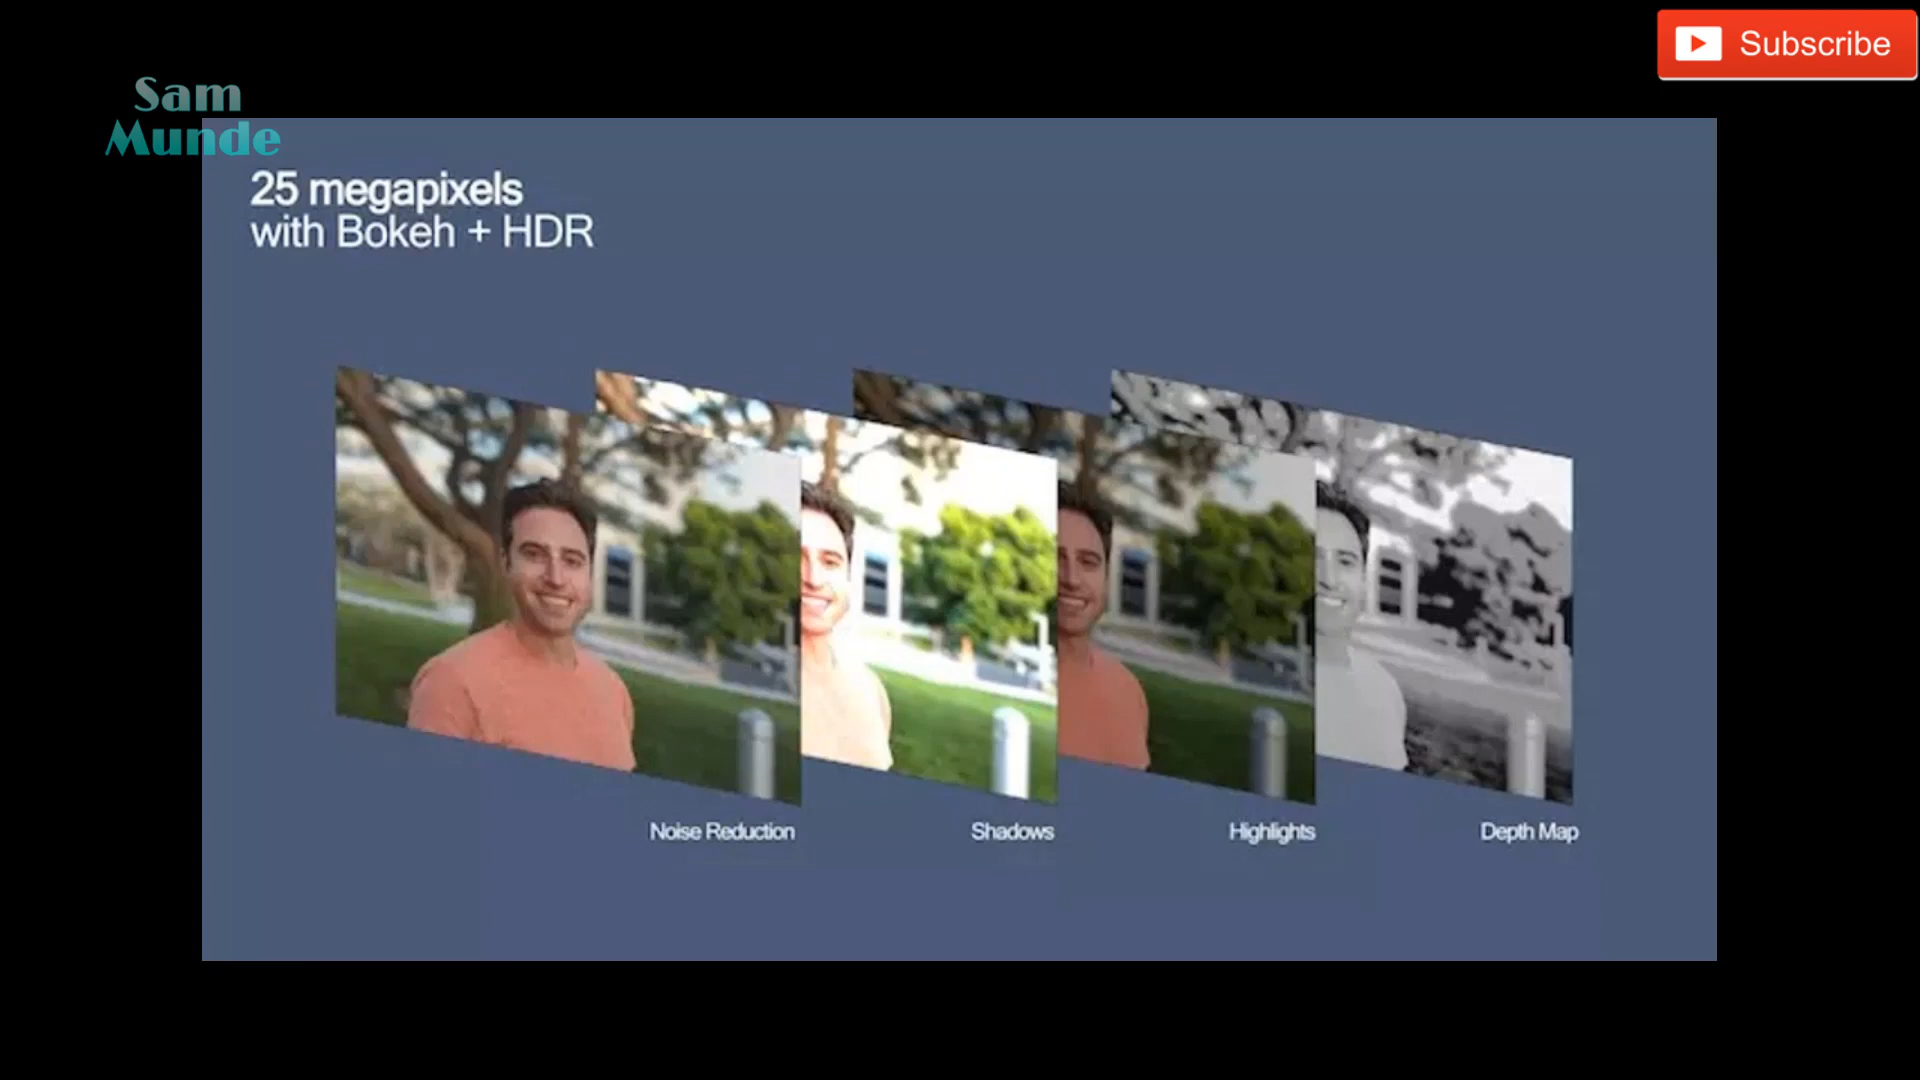 Subscribe
Sam
Munde
25 megapixels
with Bokeh + HDR
Noise Reduction
Shadows
Highlights
Depth Map